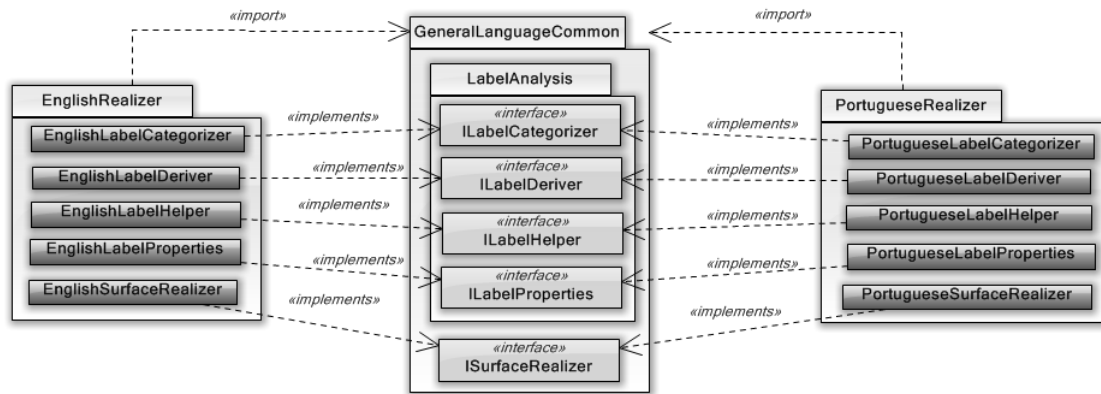 «import»
«import»
GeneralLanguageCommon
LabelAnalysis
EnglishRealizer
EnglishLabelCategorizer
EnglishLabelDeriver
EnglishLabelHelper
EnglishLabelProperties
EnglishSurfaceRealizer
«implements»
«implements»
«implements»
«implements»
«implements»
«interface»
ILabelCategorizer
«interface»
ILabelDeriver
«interface»
ILabelHelper
«interface»
ILabelProperties
«interface»
ISurfaceRealizer
«implements»
«implements»
«implements»
«implements»
«implements»
PortugueseRealizer
PortugueseLabelCategorizer
PortugueseLabelDeriver
PortugueseLabelHelper
PortugueseLabelProperties
PortugueseSurfaceRealizer